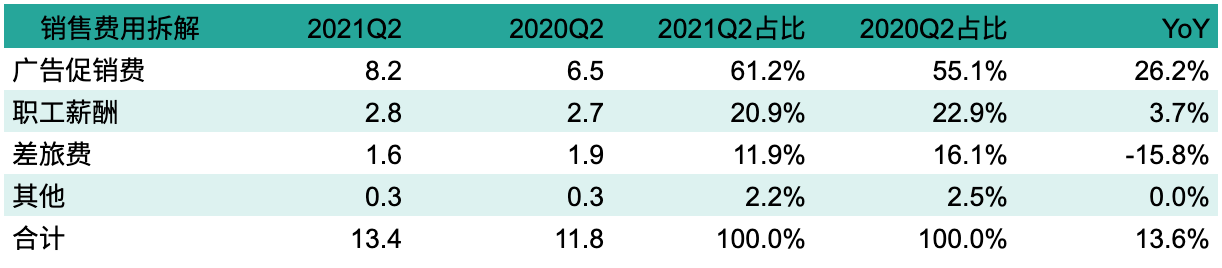 销售费用拆解 2021Q2 2020Q2 2021Q2占比 2020Q2占比 YoY
广告促销费 8.2 6.5 61.2% 55.1% 26.2%
职工薪酬 2.8 2.7 20.9% 22.9% 3.7%
差旅费 1.6 1.9 11.9% 16.1% -15.8%
其他 0.3 0.3 2.2% 2.5% 0.0%
合计 13.4 11.8 100.0% 100.0% 13.6%